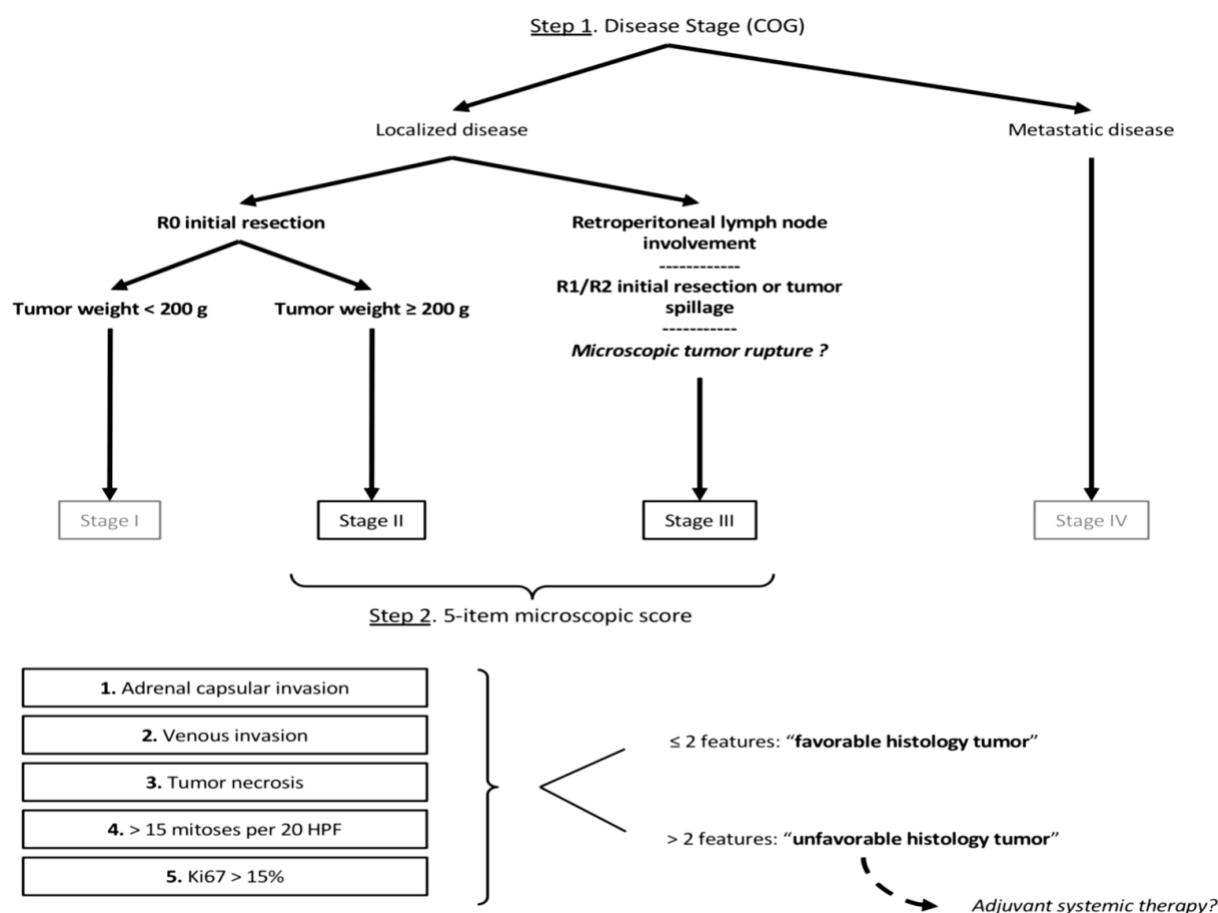 Step 1. Disease Stage (COG)
Localized disease
Metastatic disease
R0 initial resection
Retroperitoneal lymph node
involvement
------------
R1/R2 initial resection or tumor
spillage
-----------
Microscopic tumor rupture ?
Tumor weight < 200 g
Tumor weight ≥ 200 g
Stage I
Stage II
Stage III
Stage IV
Step 2. 5-item microscopic score
1. Adrenal capsular invasion
2. Venous invasion
3. Tumor necrosis
4. > 15 mitoses per 20 HPF
5. Ki67 > 15%
≤ 2 features: “favorable histology tumor”
> 2 features: “unfavorable histology tumor”
Adjuvant systemic therapy?